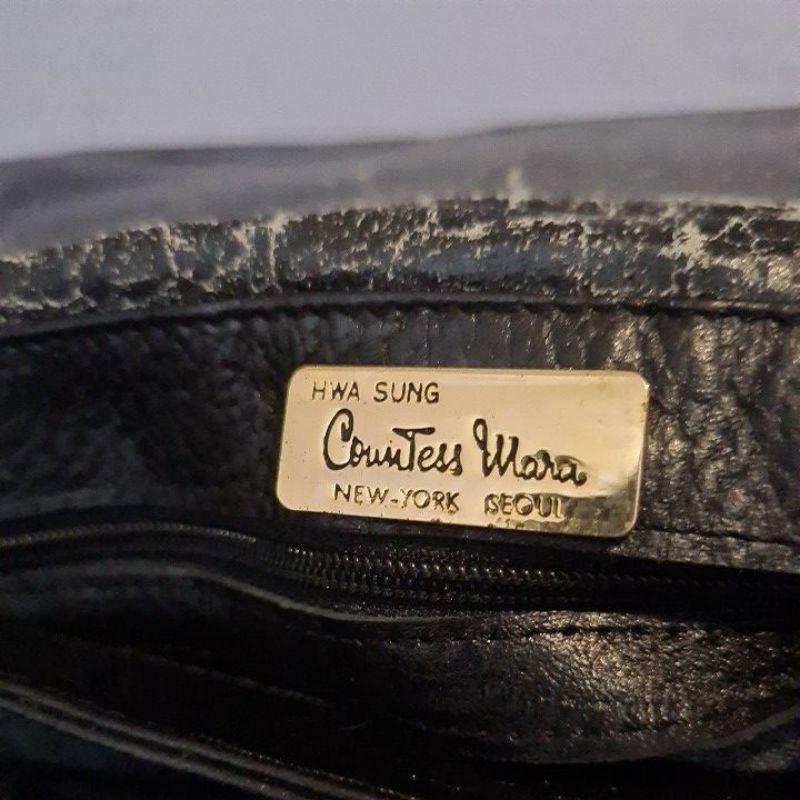 HWA SUNG
Countess Mara
NEW-YORK SEOUL